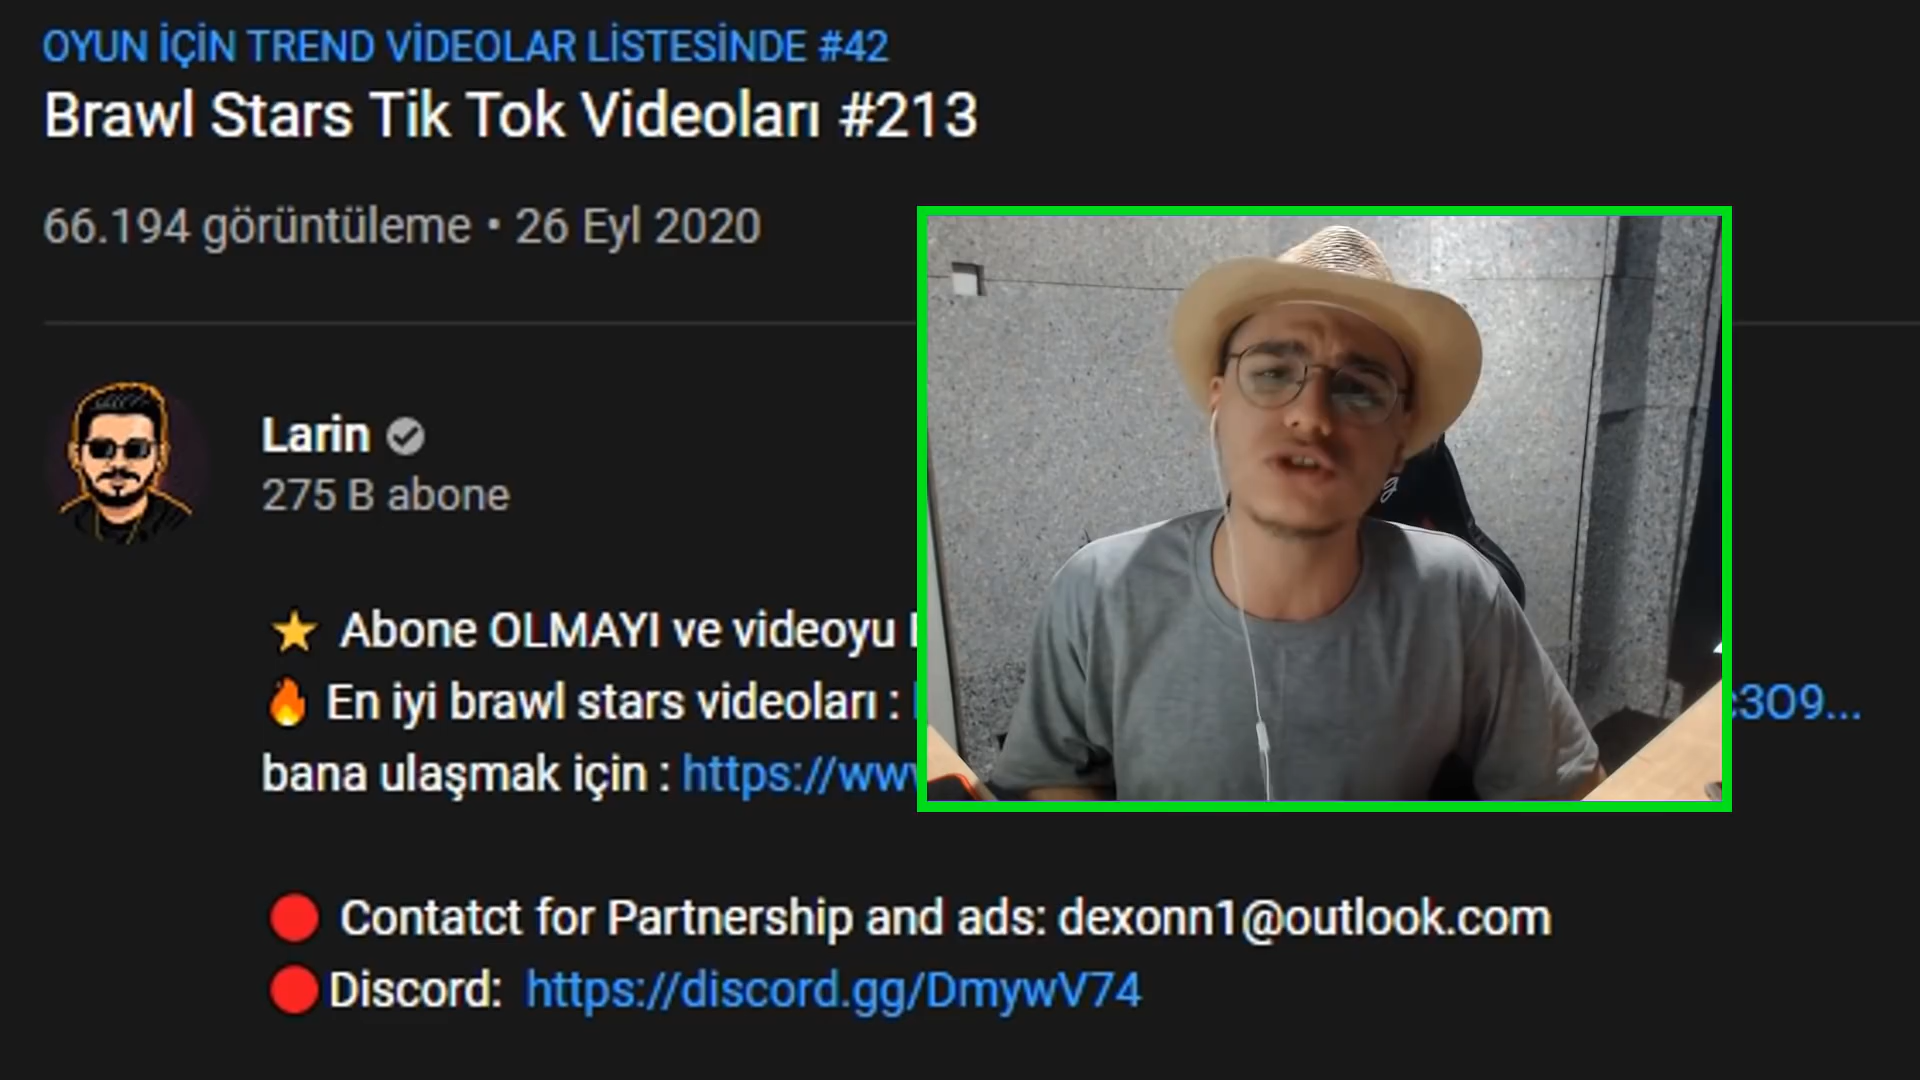 OYUN İÇİN TREND VİDEOLAR LİSTESİNDE #42
Brawl Stars Tik Tok Videoları #213
66.194 görüntüleme • 26 Eyl 2020
Larin
275 B abone
⭐ Abone OLMAYI ve videoyu
🔥 En iyi brawl stars videoları : c3O9...
bana ulaşmak için : https://ww
🔴 Contatct for Partnership and ads: dexonn1@outlook.com
🔴 Discord: https://discord.gg/DmywV74